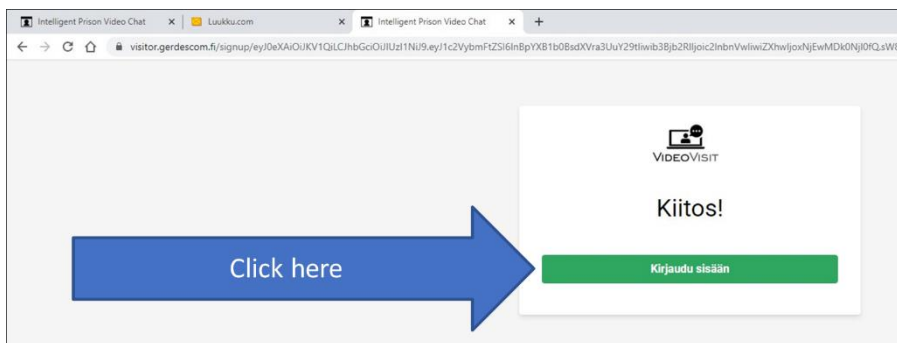 Intelligent Prison Video Chat
Luukku.com
Intelligent Prison Video Chat
visitor.gerdescom.fi/signup/
VIDEOVISIT
Kiitos!
Click here
Kirjaudu sisään